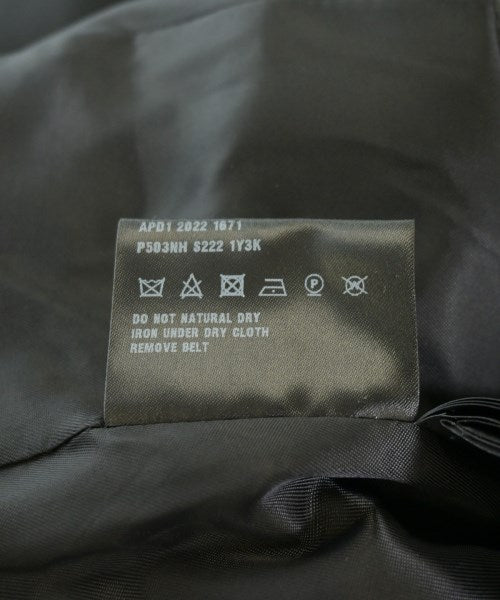 APD1 2022 1671
P503NH S222 1Y3K
P W
DO NOT NATURAL DRY
IRON UNDER DRY CLOTH
REMOVE BELT